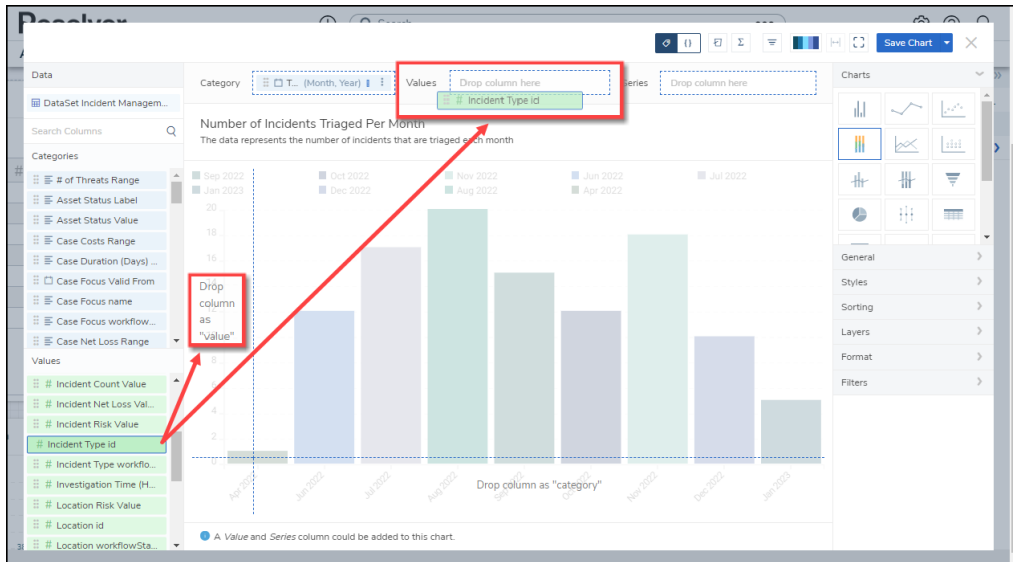 Resolver
Search
Save Chart
Data
DataSet Incident Managem...
Search Columns
Categories
# of Threats Range
Asset Status Label
Asset Status Value
Case Costs Range
Case Duration (Days) ...
Case Focus Valid From
Case Focus name
Case Focus workflow...
Case Net Loss Range
Values
# Incident Count Value
# Incident Net Loss Val...
# Incident Risk Value
# Incident Type id
# Incident Type workflo...
# Investigation Time (H...
# Location Risk Value
# Location id
# Location workflowSta...
Category
T... (Month, Year)
Values
Drop column here
# Incident Type id
Series
Drop column here
Number of Incidents Triaged Per Month
The data represents the number of incidents that are triaged each month
Sep 2022
Oct 2022
Nov 2022
Jun 2022
Jul 2022
Jan 2023
Dec 2022
Aug 2022
Apr 2022
20
18
16
Drop
column
as
"value"
8
4
2
0
Apr 2022
Jun 2022
Jul 2022
Aug 2022
Sep 2022
Oct 2022
Nov 2022
Dec 2022
Jan 2023
Drop column as "category"
A Value and Series column could be added to this chart.
Charts
General
Styles
Sorting
Layers
Format
Filters